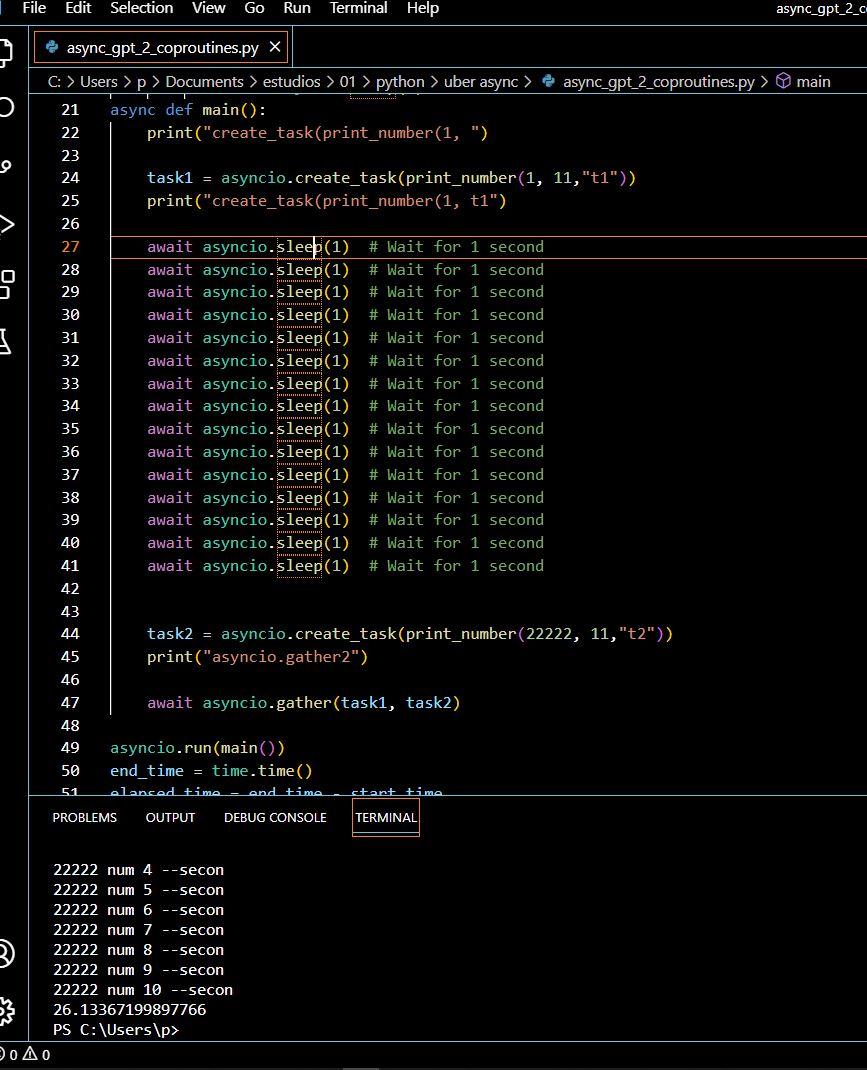 File Edit Selection View Go Run Terminal Help async_gpt_2_co
async_gpt_2_coproutines.py ×
C: > Users > p > Documents > estudios > 01 > python > uber async > async_gpt_2_coproutines.py > main
21 async def main():
22 print("create_task(print_number(1, ")
23
24 task1 = asyncio.create_task(print_number(1, 11,"t1"))
25 print("create_task(print_number(1, t1")
26
27 await asyncio.sleep(1) # Wait for 1 second
28 await asyncio.sleep(1) # Wait for 1 second
29 await asyncio.sleep(1) # Wait for 1 second
30 await asyncio.sleep(1) # Wait for 1 second
31 await asyncio.sleep(1) # Wait for 1 second
32 await asyncio.sleep(1) # Wait for 1 second
33 await asyncio.sleep(1) # Wait for 1 second
34 await asyncio.sleep(1) # Wait for 1 second
35 await asyncio.sleep(1) # Wait for 1 second
36 await asyncio.sleep(1) # Wait for 1 second
37 await asyncio.sleep(1) # Wait for 1 second
38 await asyncio.sleep(1) # Wait for 1 second
39 await asyncio.sleep(1) # Wait for 1 second
40 await asyncio.sleep(1) # Wait for 1 second
41 await asyncio.sleep(1) # Wait for 1 second
42
43
44 task2 = asyncio.create_task(print_number(22222, 11,"t2"))
45 print("asyncio.gather2")
46
47 await asyncio.gather(task1, task2)
48
49 asyncio.run(main())
50 end_time = time.time()
51 elapsed_time = end_time - start_time
PROBLEMS OUTPUT DEBUG CONSOLE TERMINAL
22222 num 4 --secon
22222 num 5 --secon
22222 num 6 --secon
22222 num 7 --secon
22222 num 8 --secon
22222 num 9 --secon
22222 num 10 --secon
26.13367199897766
PS C:\Users\p>
0 0